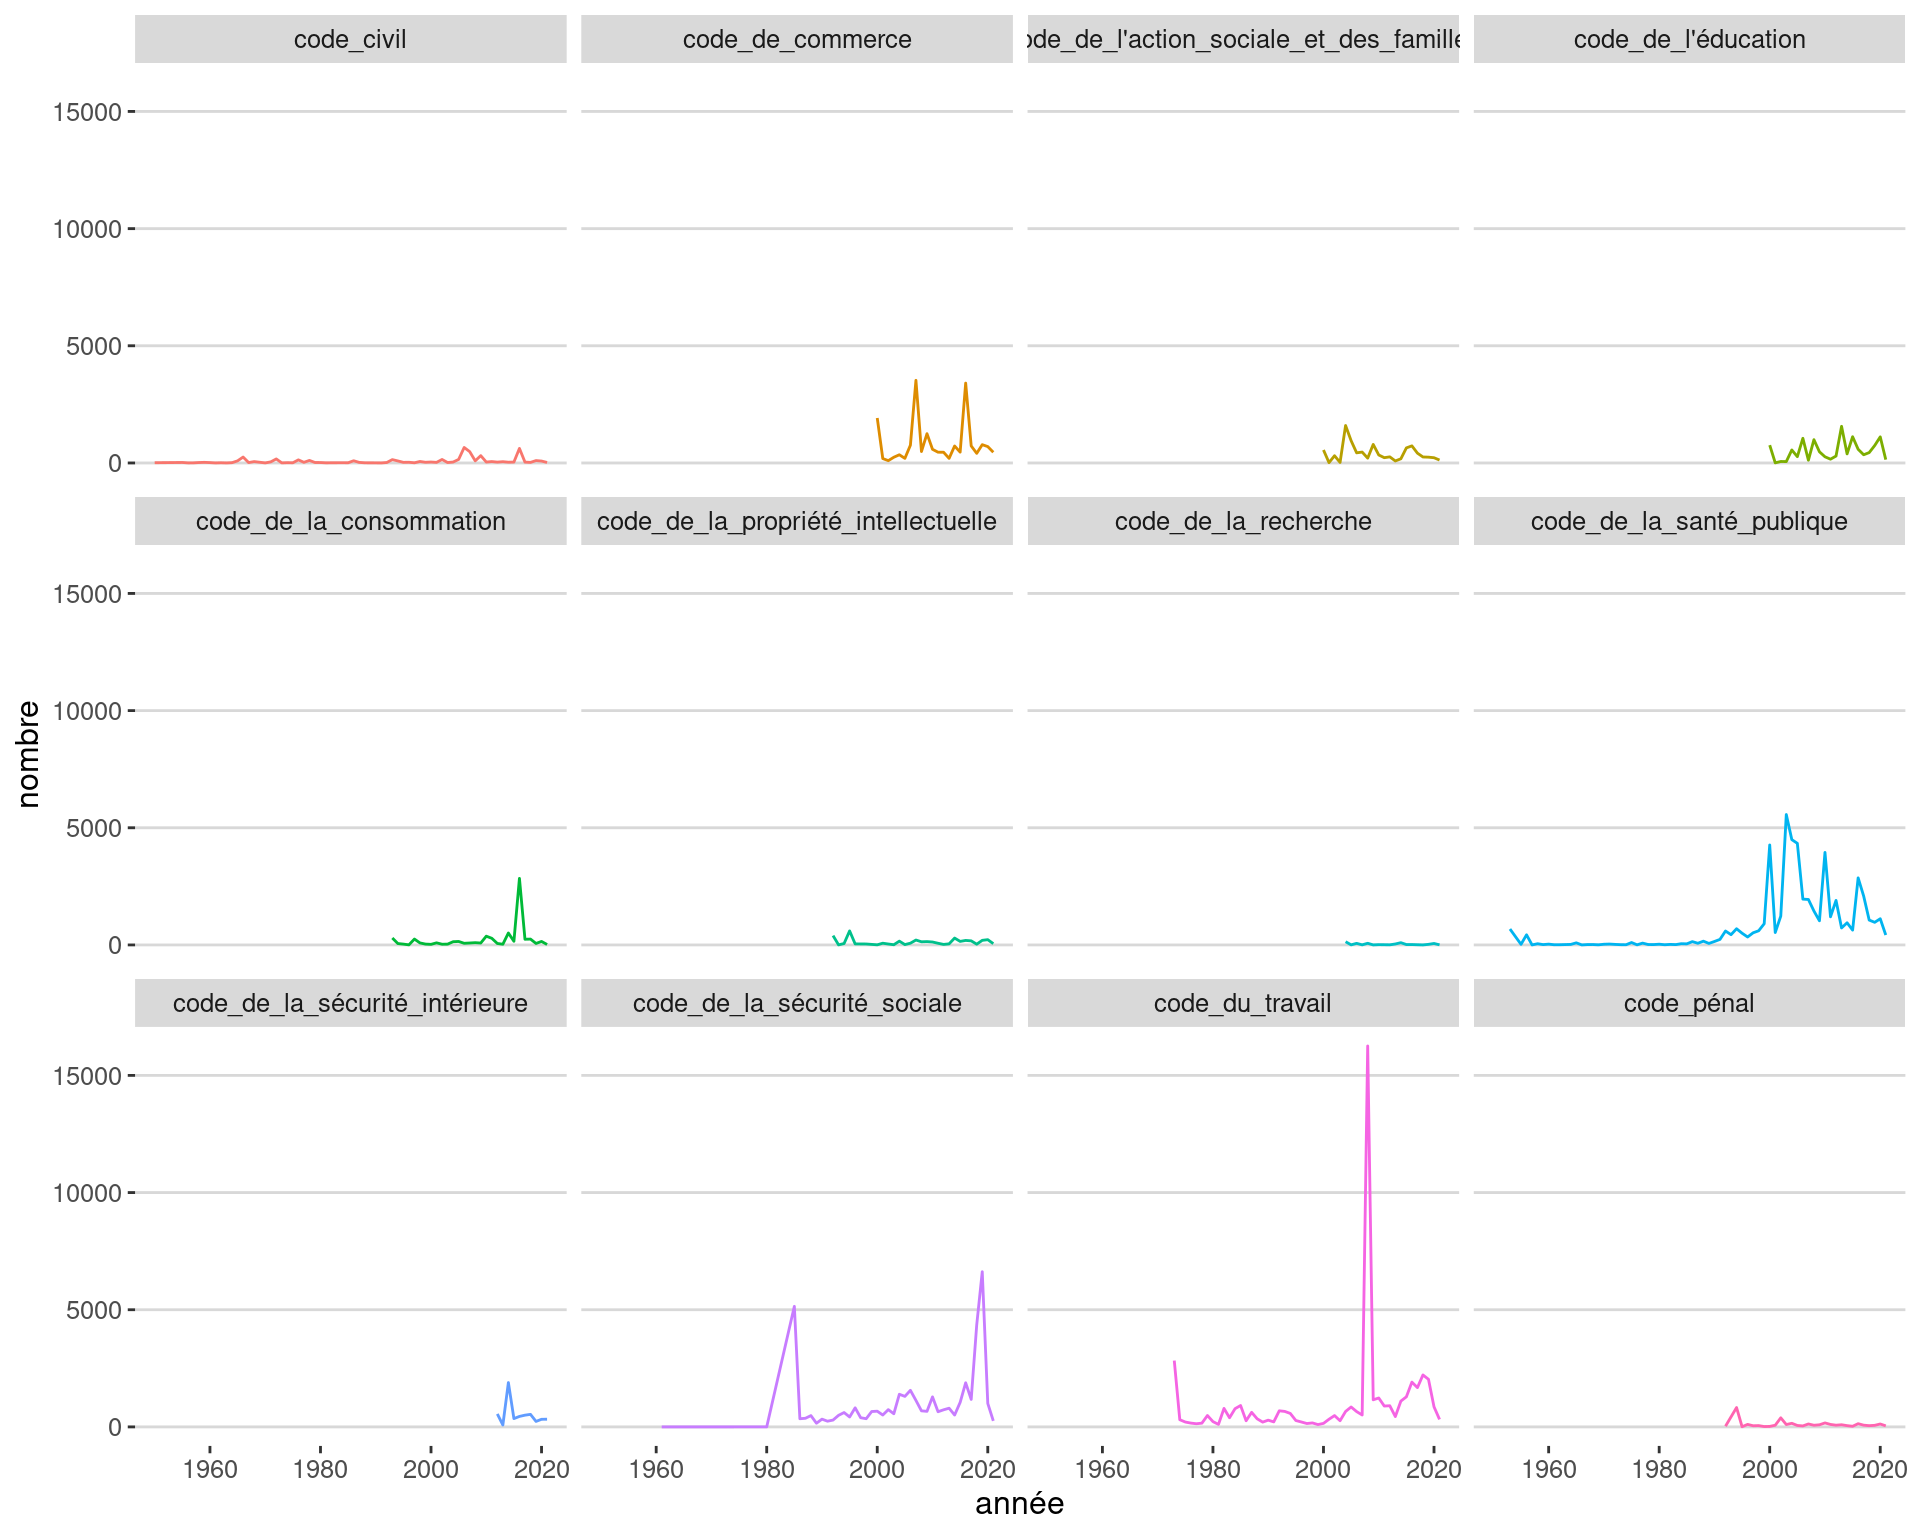 code_civil
code_de_commerce
ode_de_l'action_sociale_et_des_famille
code_de_l'éducation
15000
10000
5000
0
code_de_la_consommation
code_de_la_propriété_intellectuelle
code_de_la_recherche
code_de_la_santé_publique
15000
10000
5000
0
nombre
code_de_la_sécurité_intérieure
code_de_la_sécurité_sociale
code_du_travail
code_pénal
15000
10000
5000
0
1960 1980 2000 2020
1960 1980 2000 2020
1960 1980 2000 2020
1960 1980 2000 2020
année